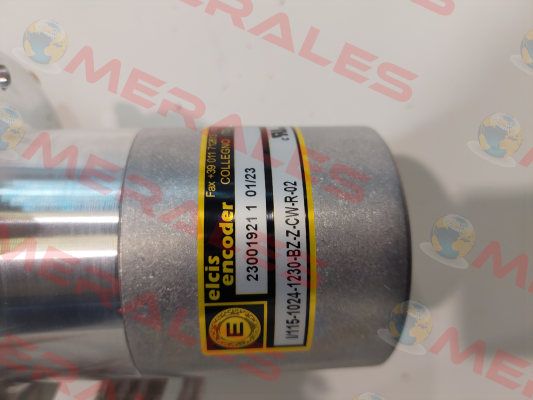 elcis
encoder
Fax +39 011 712
COLLEGNO
23001921 1 01/23
I/115-1024-1230-BZ-Z-CW-R-02
E
MERALES
MERALES
MERALES
MERALES